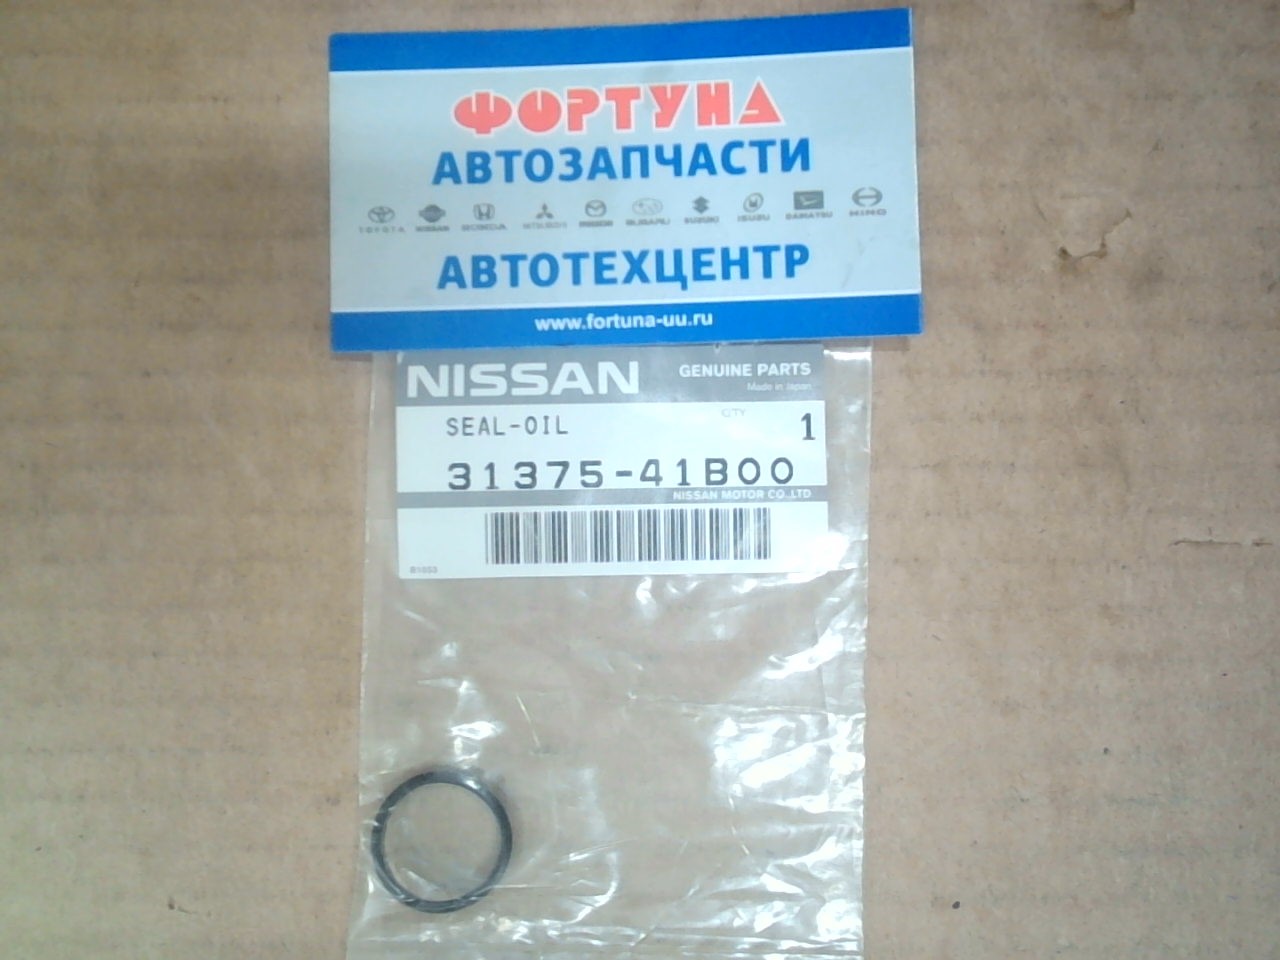 ФОРТУНА
АВТОЗАПЧАСТИ
TOYOTA NISSAN HONDA MITSUBISHI MAZDA SUBARU SUZUKI ISUZU DAIHATSU HINO
АВТОТЕХЦЕНТР
www.fortuna-uu.ru
NISSAN GENUINE PARTS
Made in Japan
SEAL-OIL QTY 1
31375-41B00
NISSAN MOTOR CO.,LTD
B1053